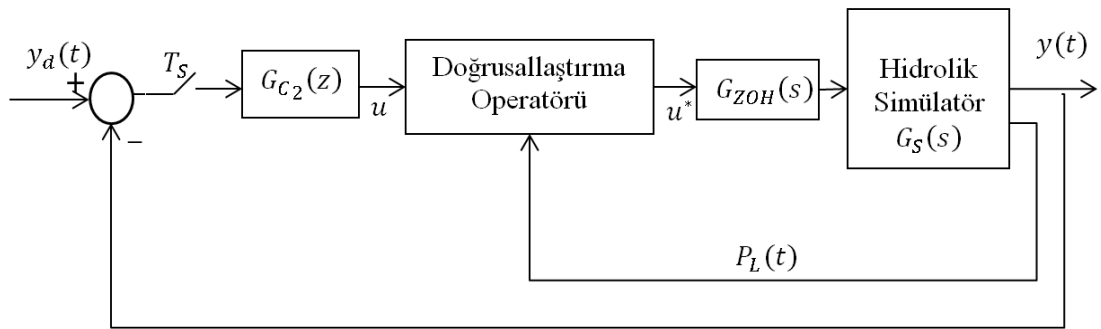 y_d(t)
+
−
T_S
G_{C_2}(z)
u
Doğrusallaştırma
Operatörü
u*
G_{ZOH}(s)
Hidrolik
Simülatör
G_S(s)
y(t)
P_L(t)